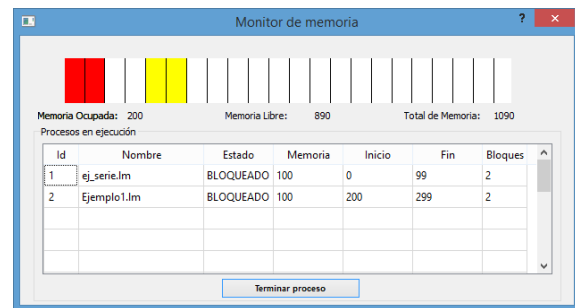 Monitor de memoria
?
Memoria Ocupada: 200 Memoria Libre: 890 Total de Memoria: 1090
Procesos en ejecución
Id Nombre Estado Memoria Inicio Fin Bloques
1 ej_serie.lm BLOQUEADO 100 0 99 2
2 Ejemplo1.lm BLOQUEADO 100 200 299 2
Terminar proceso